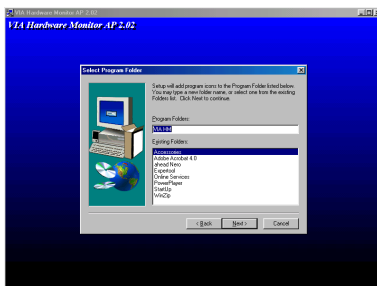 VIA Hardware Monitor AP 2.02
VIA Hardware Monitor AP 2.02
Select Program Folder
Setup will add program icons to the Program Folder listed below.
You may type a new folder name, or select one from the existing
Folders list. Click Next to continue.
Program Folders:
VIA HM
Existing Folders:
Accessories
Adobe Acrobat 4.0
ahead Nero
Expertool
Online Services
PowerPlayer
StartUp
WinZip
< Back
Next >
Cancel